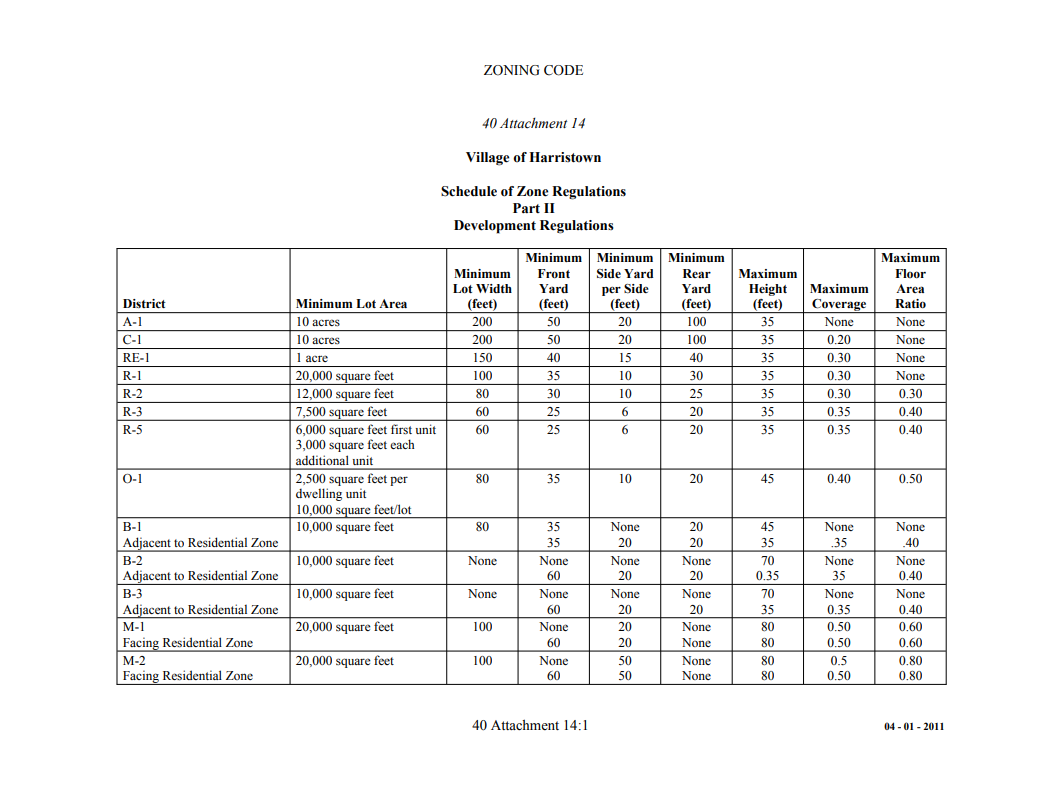 ZONING CODE
40 Attachment 14
Village of Harristown
Schedule of Zone Regulations
Part II
Development Regulations
District Minimum Lot Area Minimum Lot Width (feet) Minimum Front Yard (feet) Minimum Side Yard per Side (feet) Minimum Rear Yard (feet) Maximum Height (feet) Maximum Coverage Maximum Floor Area Ratio
A-1 10 acres 200 50 20 100 35 None None
C-1 10 acres 200 50 20 100 35 0.20 None
RE-1 1 acre 150 40 15 40 35 0.30 None
R-1 20,000 square feet 100 35 10 30 35 0.30 None
R-2 12,000 square feet 80 30 10 25 35 0.30 0.30
R-3 7,500 square feet 60 25 6 20 35 0.35 0.40
R-5 6,000 square feet first unit 60 25 6 20 35 0.35 0.40
3,000 square feet each
additional unit
O-1 2,500 square feet per 80 35 10 20 45 0.40 0.50
dwelling unit
10,000 square feet/lot
B-1 10,000 square feet 80 35 None 20 45 None None
Adjacent to Residential Zone 35 20 20 35 .35 .40
B-2 10,000 square feet None None None None 70 None None
Adjacent to Residential Zone 60 20 20 0.35 35 0.40
B-3 10,000 square feet None None None None 70 None None
Adjacent to Residential Zone 60 20 20 35 0.35 0.40
M-1 20,000 square feet 100 None 20 None 80 0.50 0.60
Facing Residential Zone 60 20 None 80 0.50 0.60
M-2 20,000 square feet 100 None 50 None 80 0.5 0.80
Facing Residential Zone 60 50 None 80 0.50 0.80
40 Attachment 14:1
04 - 01 - 2011